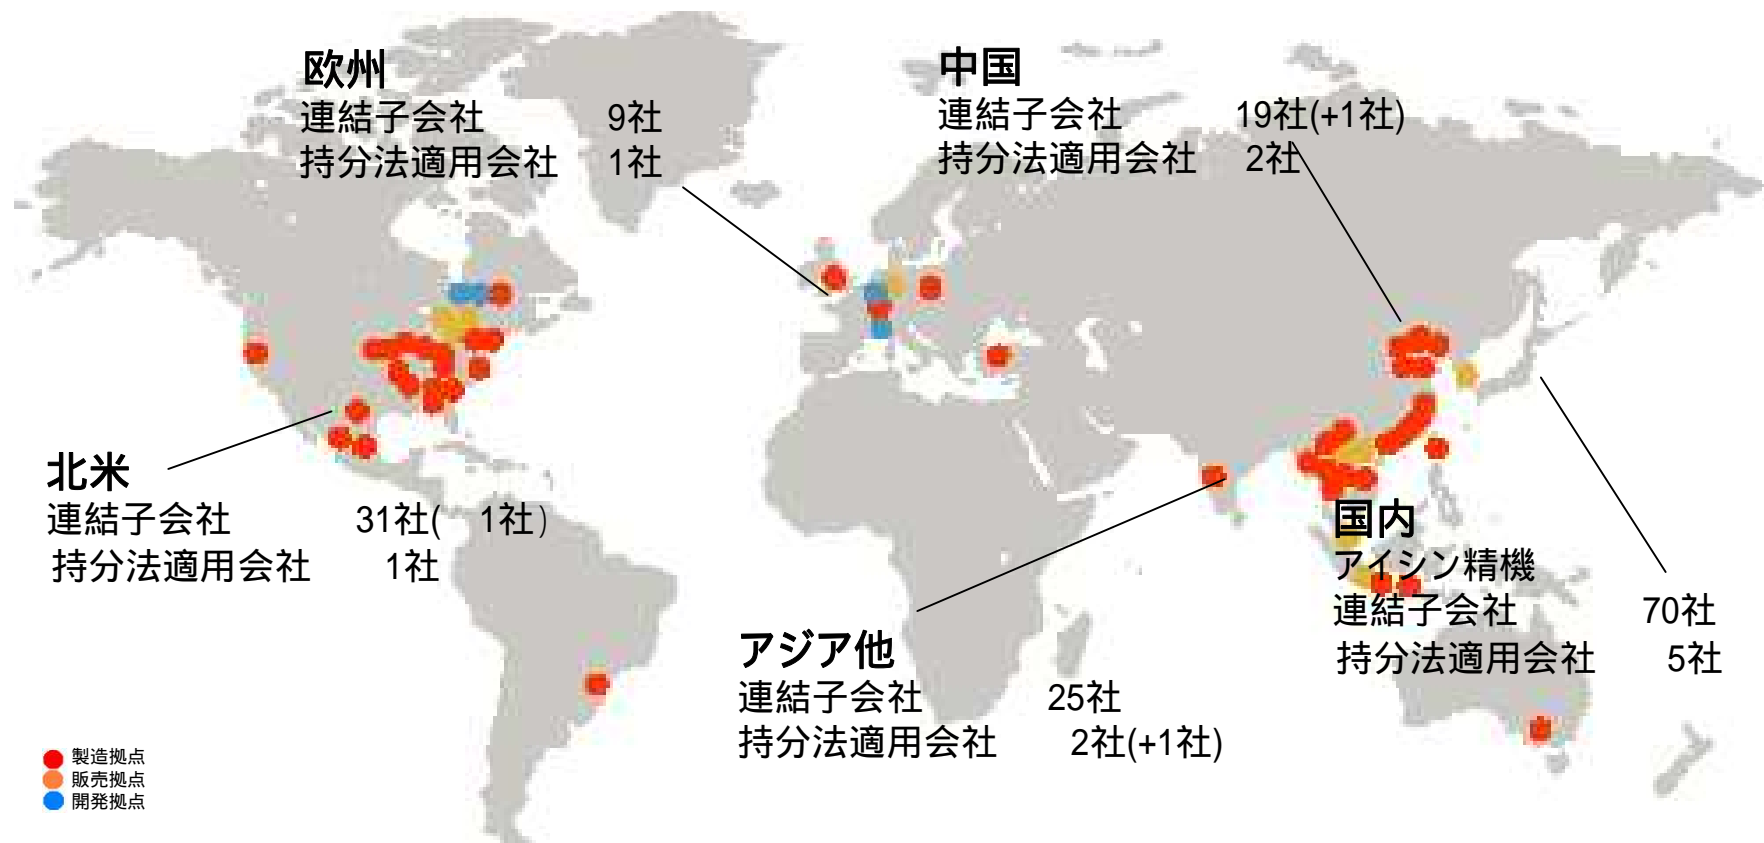 欧州
連結子会社 9社
持分法適用会社 1社
中国
連結子会社 19社(+1社)
持分法適用会社 2社
北米
連結子会社 31社( 1社)
持分法適用会社 1社
国内
アイシン精機
連結子会社 70社
持分法適用会社 5社
アジア他
連結子会社 25社
持分法適用会社 2社(+1社)
製造拠点
販売拠点
開発拠点